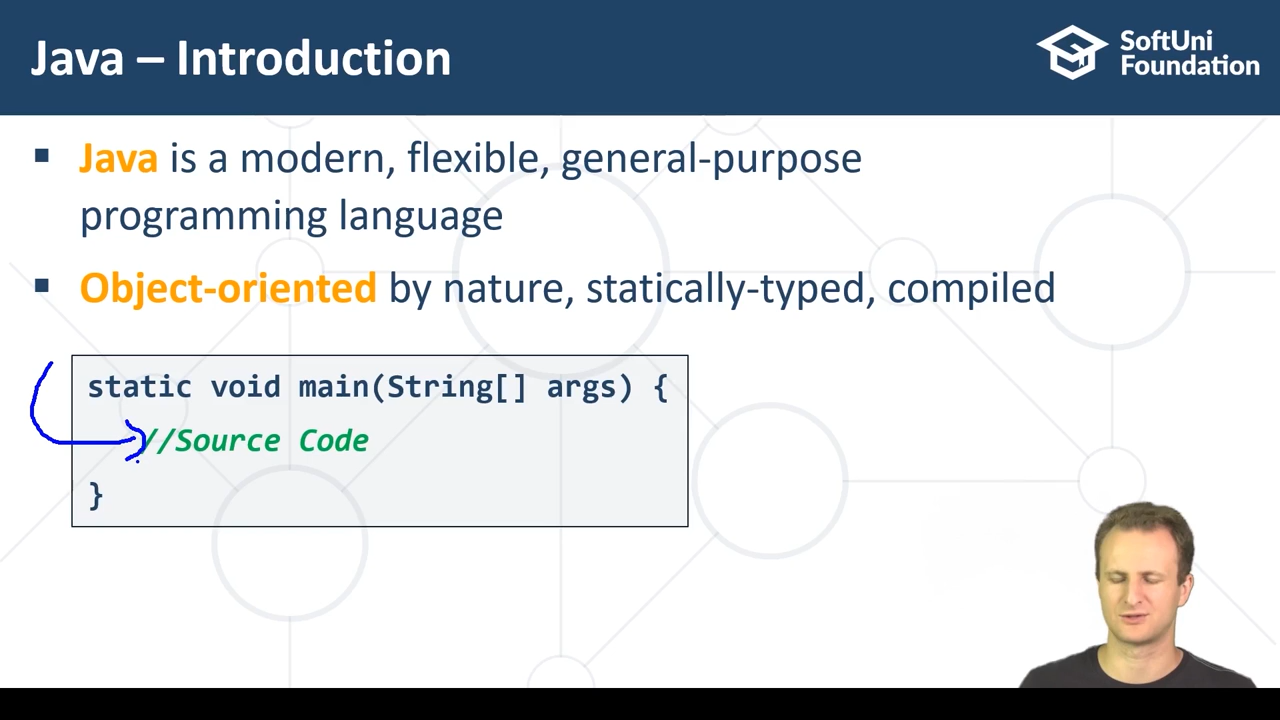 Java – Introduction
SoftUni
Foundation
▪ Java is a modern, flexible, general-purpose
programming language
▪ Object-oriented by nature, statically-typed, compiled
static void main(String[] args) {
//Source Code
}